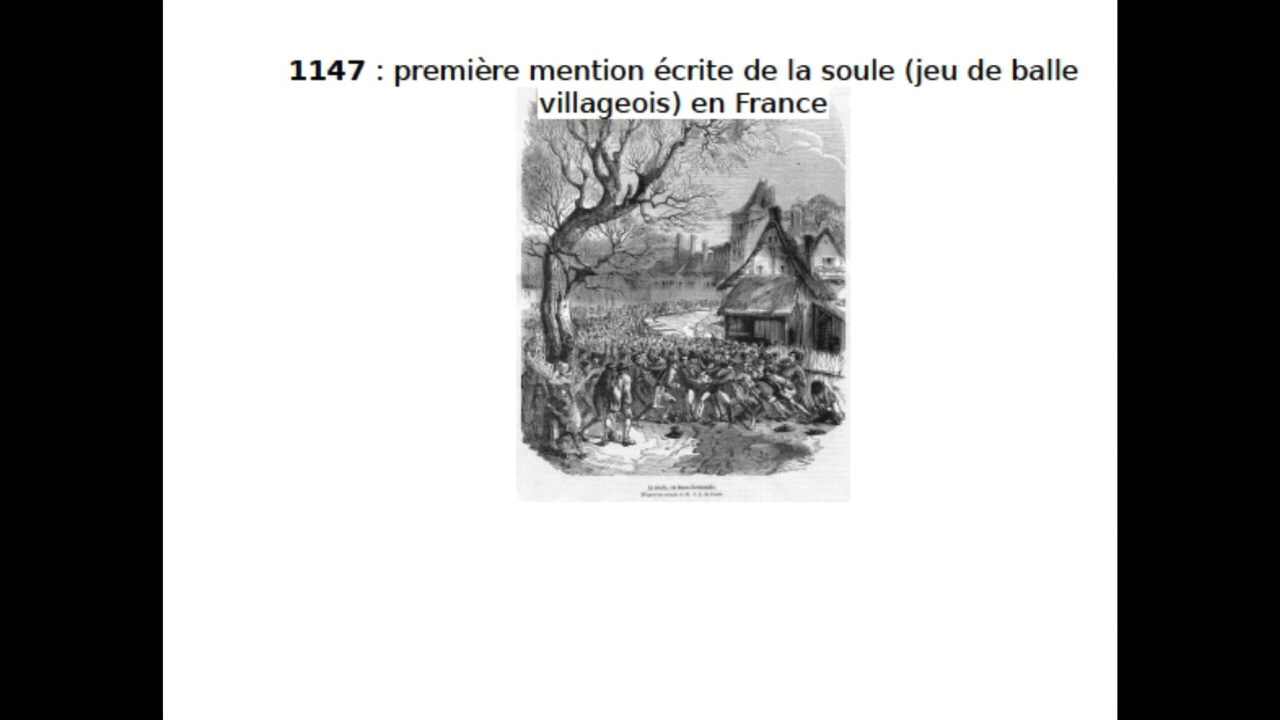 1147 : première mention écrite de la soule (jeu de balle
villageois) en France